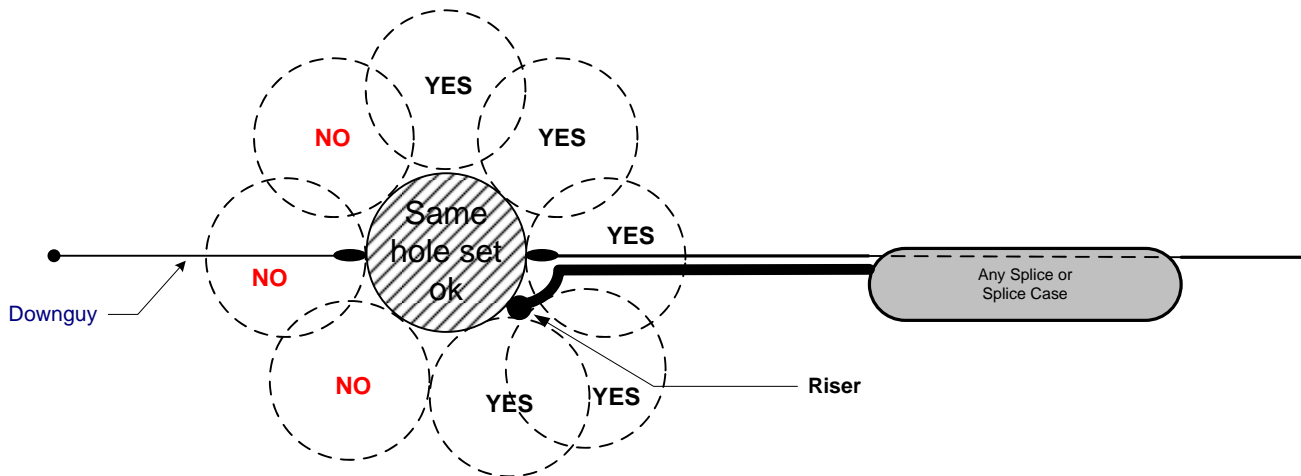 YES
NO
YES
Same
hole set
ok
YES
NO
Any Splice or
Splice Case
Downguy
NO
Riser
YES
YES